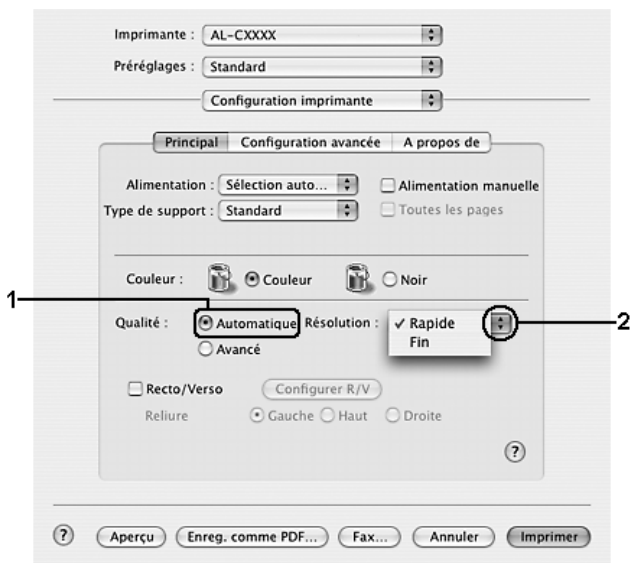 Imprimante : AL-CXXXX
Préréglages : Standard
Configuration imprimante
Principal Configuration avancée A propos de
Alimentation : Sélection auto... Alimentation manuelle
Type de support : Standard Toutes les pages
Couleur : Couleur Noir
1
Qualité : Automatique Résolution : ✓ Rapide 2
Avancé Fin
Recto/Verso Configurer R/V
Reliure Gauche Haut Droite
?
? Aperçu Enreg. comme PDF... Fax... Annuler Imprimer